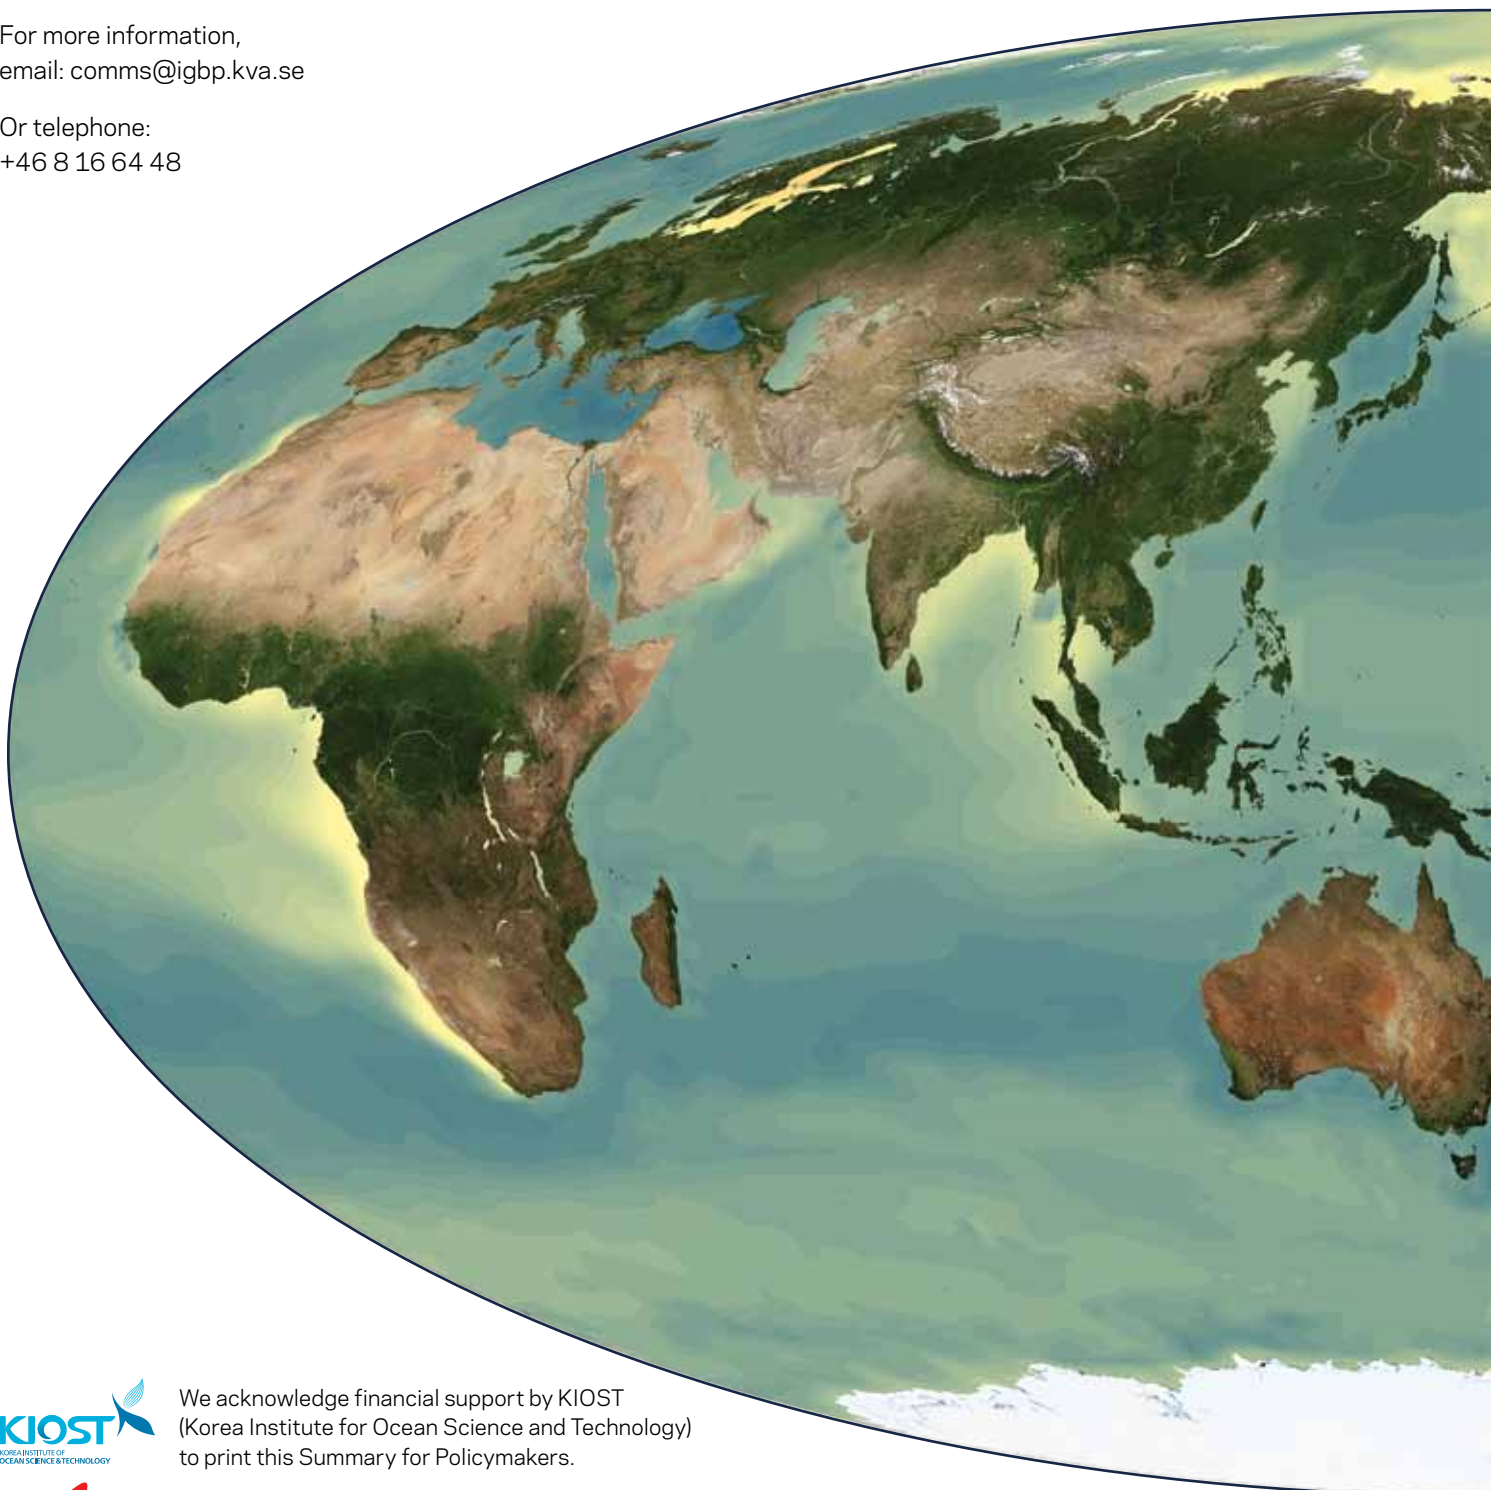 For more information,
email: comms@igbp.kva.se
Or telephone:
+46 8 16 64 48
KIOST
KOREA INSTITUTE OF
OCEAN SCIENCE & TECHNOLOGY
We acknowledge financial support by KIOST
(Korea Institute for Ocean Science and Technology)
to print this Summary for Policymakers.